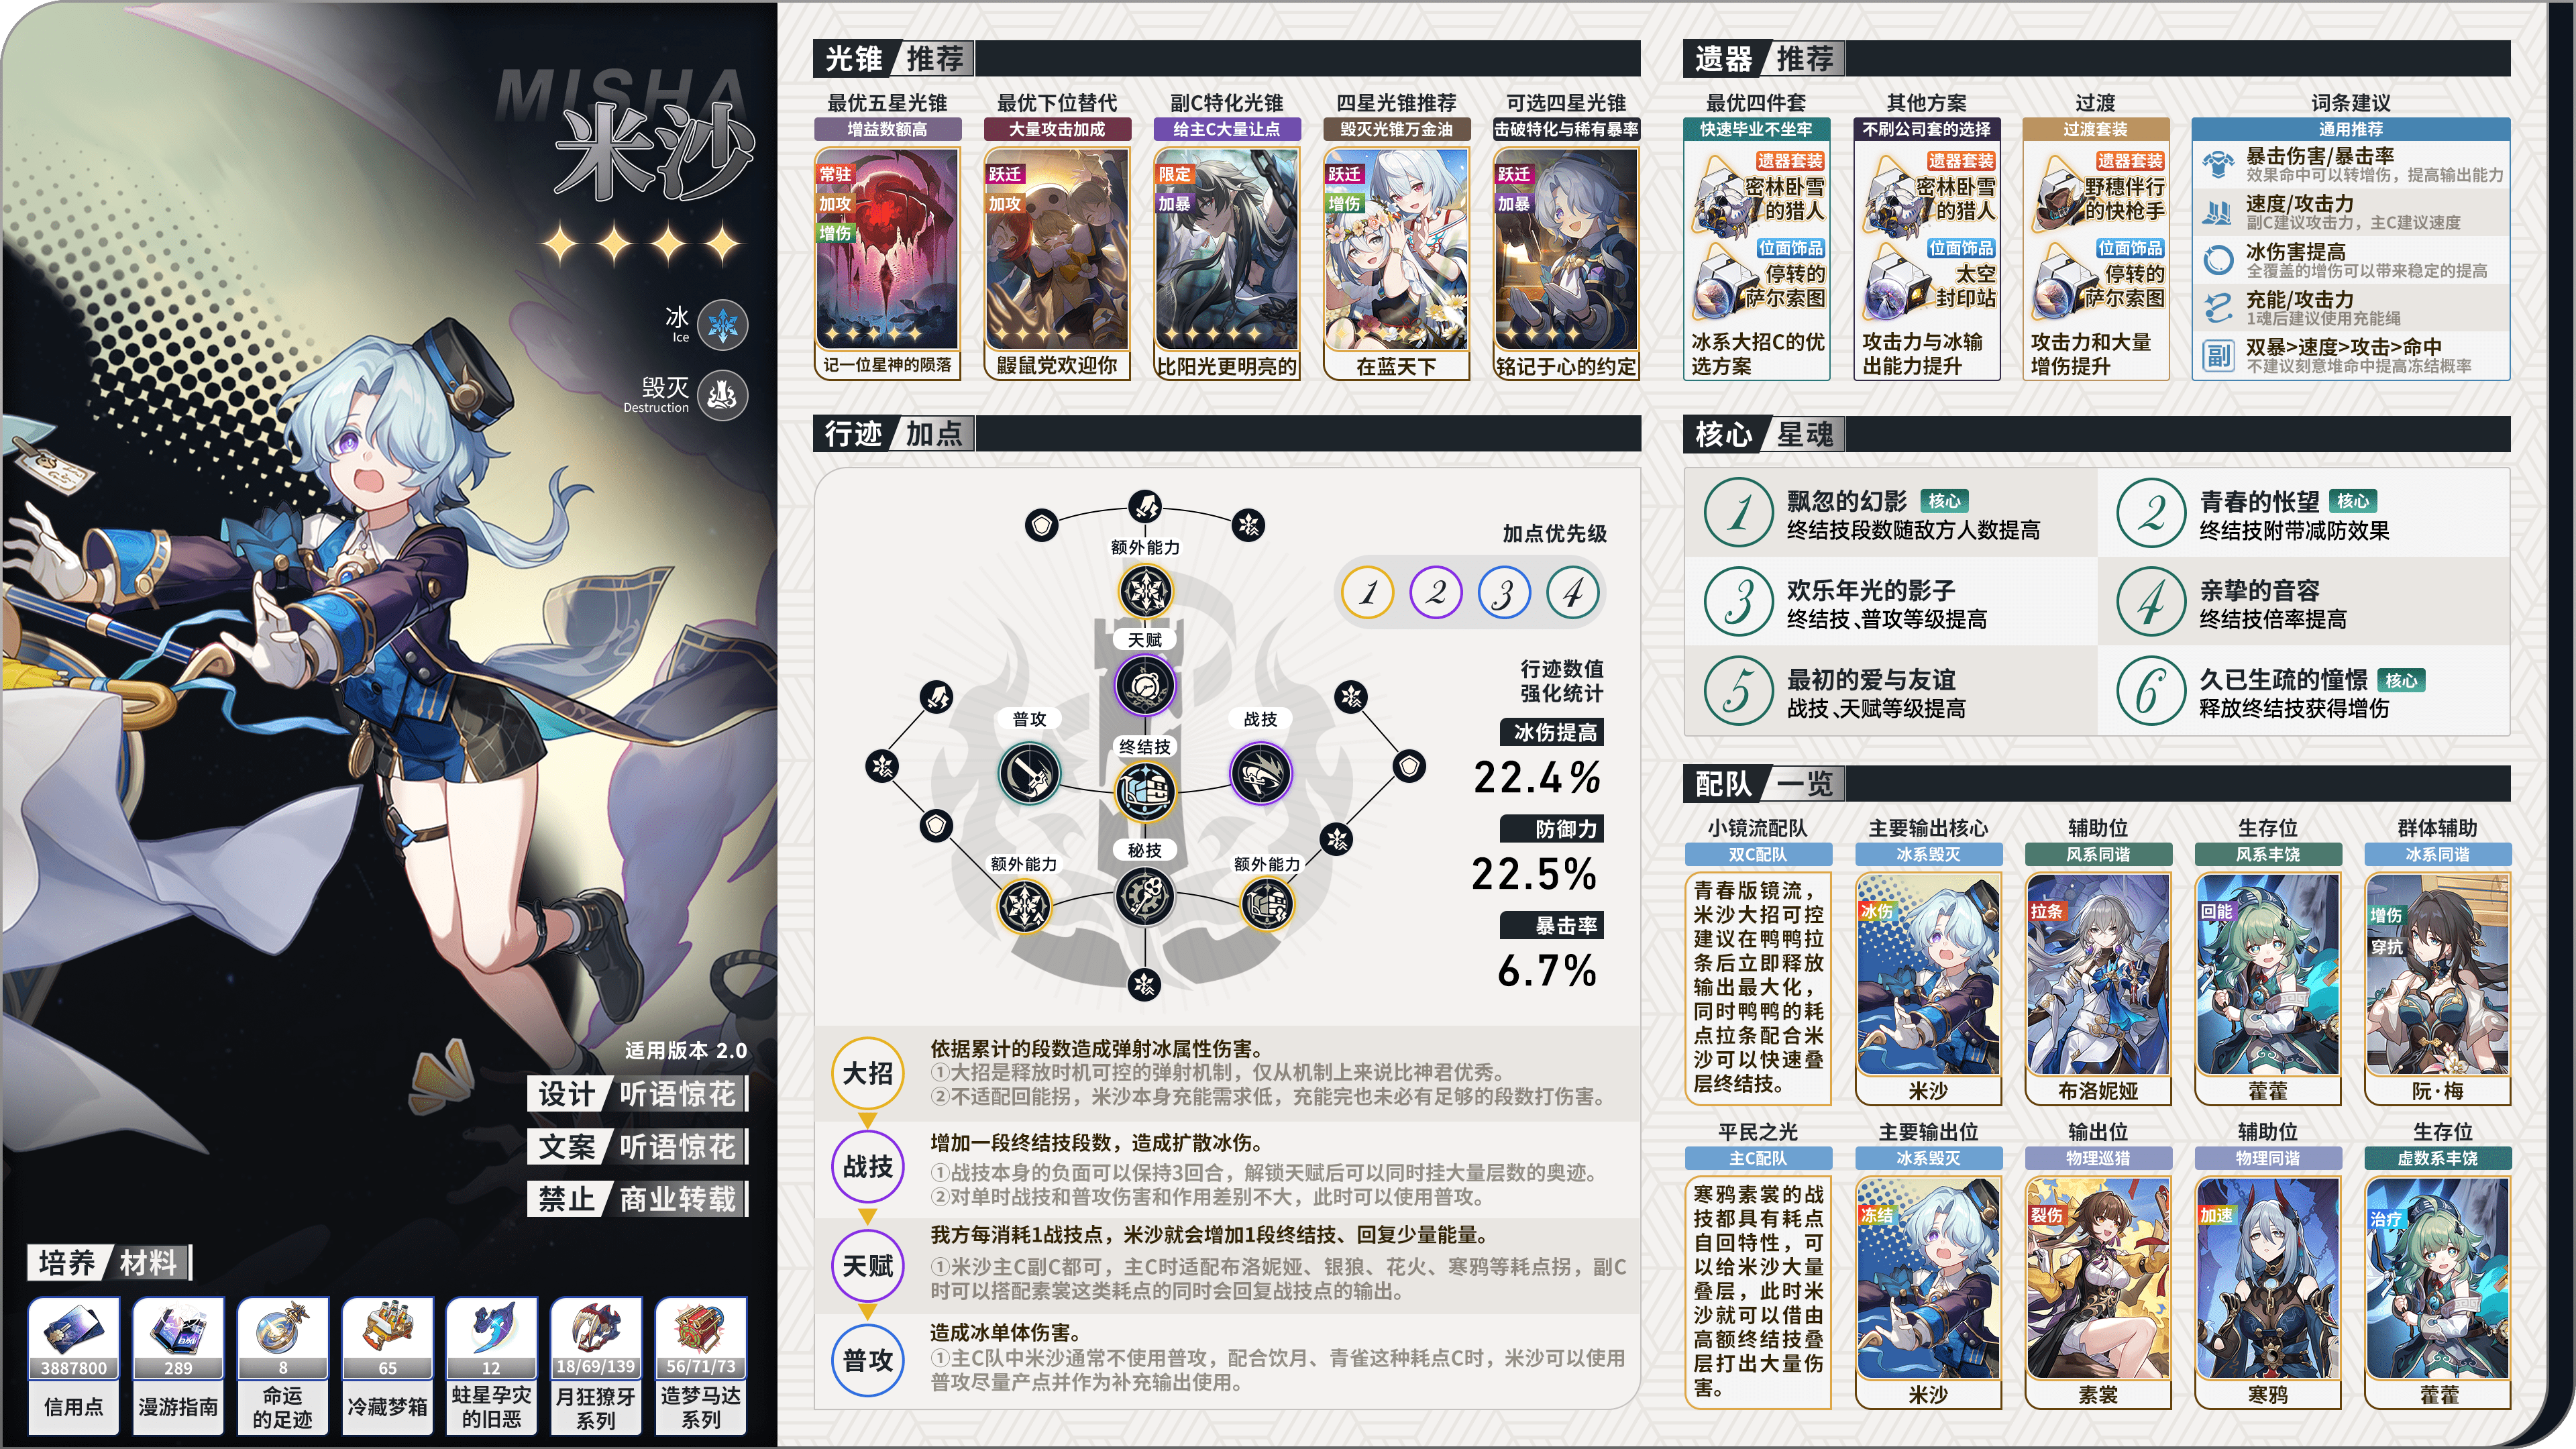 MISHA
米沙
冰
Ice
毁灭
Destruction
适用版本 2.0
设计 听语惊花
文案 听语惊花
禁止 商业转载
培养 材料
3887800
信用点
289
漫游指南
8
命运
的足迹
65
冷藏梦箱
12
蛀星孕灾
的旧恶
18/69/139
月狂獠牙
系列
56/71/73
造梦马达
系列
光锥 推荐
最优五星光锥
增益数额高
常驻
加攻
增伤
记一位星神的陨落
最优下位替代
大量攻击加成
跃迁
加攻
鼹鼠党欢迎你
副C特化光锥
给主C大量让点
限定
加暴
比阳光更明亮的
四星光锥推荐
毁灭光锥万金油
跃迁
增伤
在蓝天下
可选四星光锥
击破特化与稀有暴率
跃迁
加暴
铭记于心的约定
行迹 加点
额外能力
天赋
普攻
终结技
战技
额外能力
秘技
额外能力
加点优先级
1 2 3 4
行迹数值
强化统计
冰伤提高
22.4%
防御力
22.5%
暴击率
6.7%
大招
依据累计的段数造成弹射冰属性伤害。
①大招是释放时机可控的弹射机制，仅从机制上来说比神君优秀。
②不适配回能拐，米沙本身充能需求低，充能完也未必有足够的段数打伤害。
战技
增加一段终结技段数，造成扩散冰伤。
①战技本身的负面可以保持3回合，解锁天赋后可以同时挂大量层数的奥迹。
②对单时战技和普攻伤害和作用差别不大，此时可以使用普攻。
天赋
我方每消耗1战技点，米沙就会增加1段终结技、回复少量能量。
①米沙主C副C都可，主C时适配布洛妮娅、银狼、花火、寒鸦等耗点拐，副C
时可以搭配素裳这类耗点的同时会回复战技点的输出。
普攻
造成冰单体伤害。
①主C队中米沙通常不使用普攻，配合饮月、青雀这种耗点C时，米沙可以使用
普攻尽量产点并作为补充输出使用。
遗器 推荐
最优四件套
快速毕业不坐牢
遗器套装
密林卧雪
的猎人
位面饰品
停转的
萨尔索图
冰系大招C的优
选方案
其他方案
不刷公司套的选择
遗器套装
密林卧雪
的猎人
位面饰品
太空
封印站
攻击力与冰输
出能力提升
过渡
过渡套装
遗器套装
野穗伴行
的快枪手
位面饰品
停转的
萨尔索图
攻击力和大量
增伤提升
词条建议
通用推荐
暴击伤害/暴击率
效果命中可以转增伤，提高输出能力
速度/攻击力
副C建议攻击力，主C建议速度
冰伤害提高
全覆盖的增伤可以带来稳定的提高
充能/攻击力
1魂后建议使用充能绳
副
双暴>速度>攻击>命中
不建议刻意堆命中提高冻结概率
核心 星魂
1
飘忽的幻影 核心
终结技段数随敌方人数提高
2
青春的怅望 核心
终结技附带减防效果
3
欢乐年光的影子
终结技、普攻等级提高
4
亲挚的音容
终结技倍率提高
5
最初的爱与友谊
战技、天赋等级提高
6
久已生疏的憧憬 核心
释放终结技获得增伤
配队 一览
小镜流配队
双C配队
青春版镜流，
米沙大招可控
建议在鸭鸭拉
条后立即释放
输出最大化，
同时鸭鸭的耗
点拉条配合米
沙可以快速叠
层终结技。
主要输出核心
冰系毁灭
冰伤
米沙
辅助位
风系同谐
拉条
布洛妮娅
生存位
风系丰饶
回能
藿藿
群体辅助
冰系同谐
增伤
穿抗
阮·梅
平民之光
主C配队
寒鸦素裳的战
技都具有耗点
自回特性，可
以给米沙大量
叠层，此时米
沙就可以借由
高额终结技叠
层打出大量伤
害。
主要输出位
冰系毁灭
冻结
米沙
输出位
物理巡猎
裂伤
素裳
辅助位
物理同谐
加速
寒鸦
生存位
虚数系丰饶
治疗
藿藿